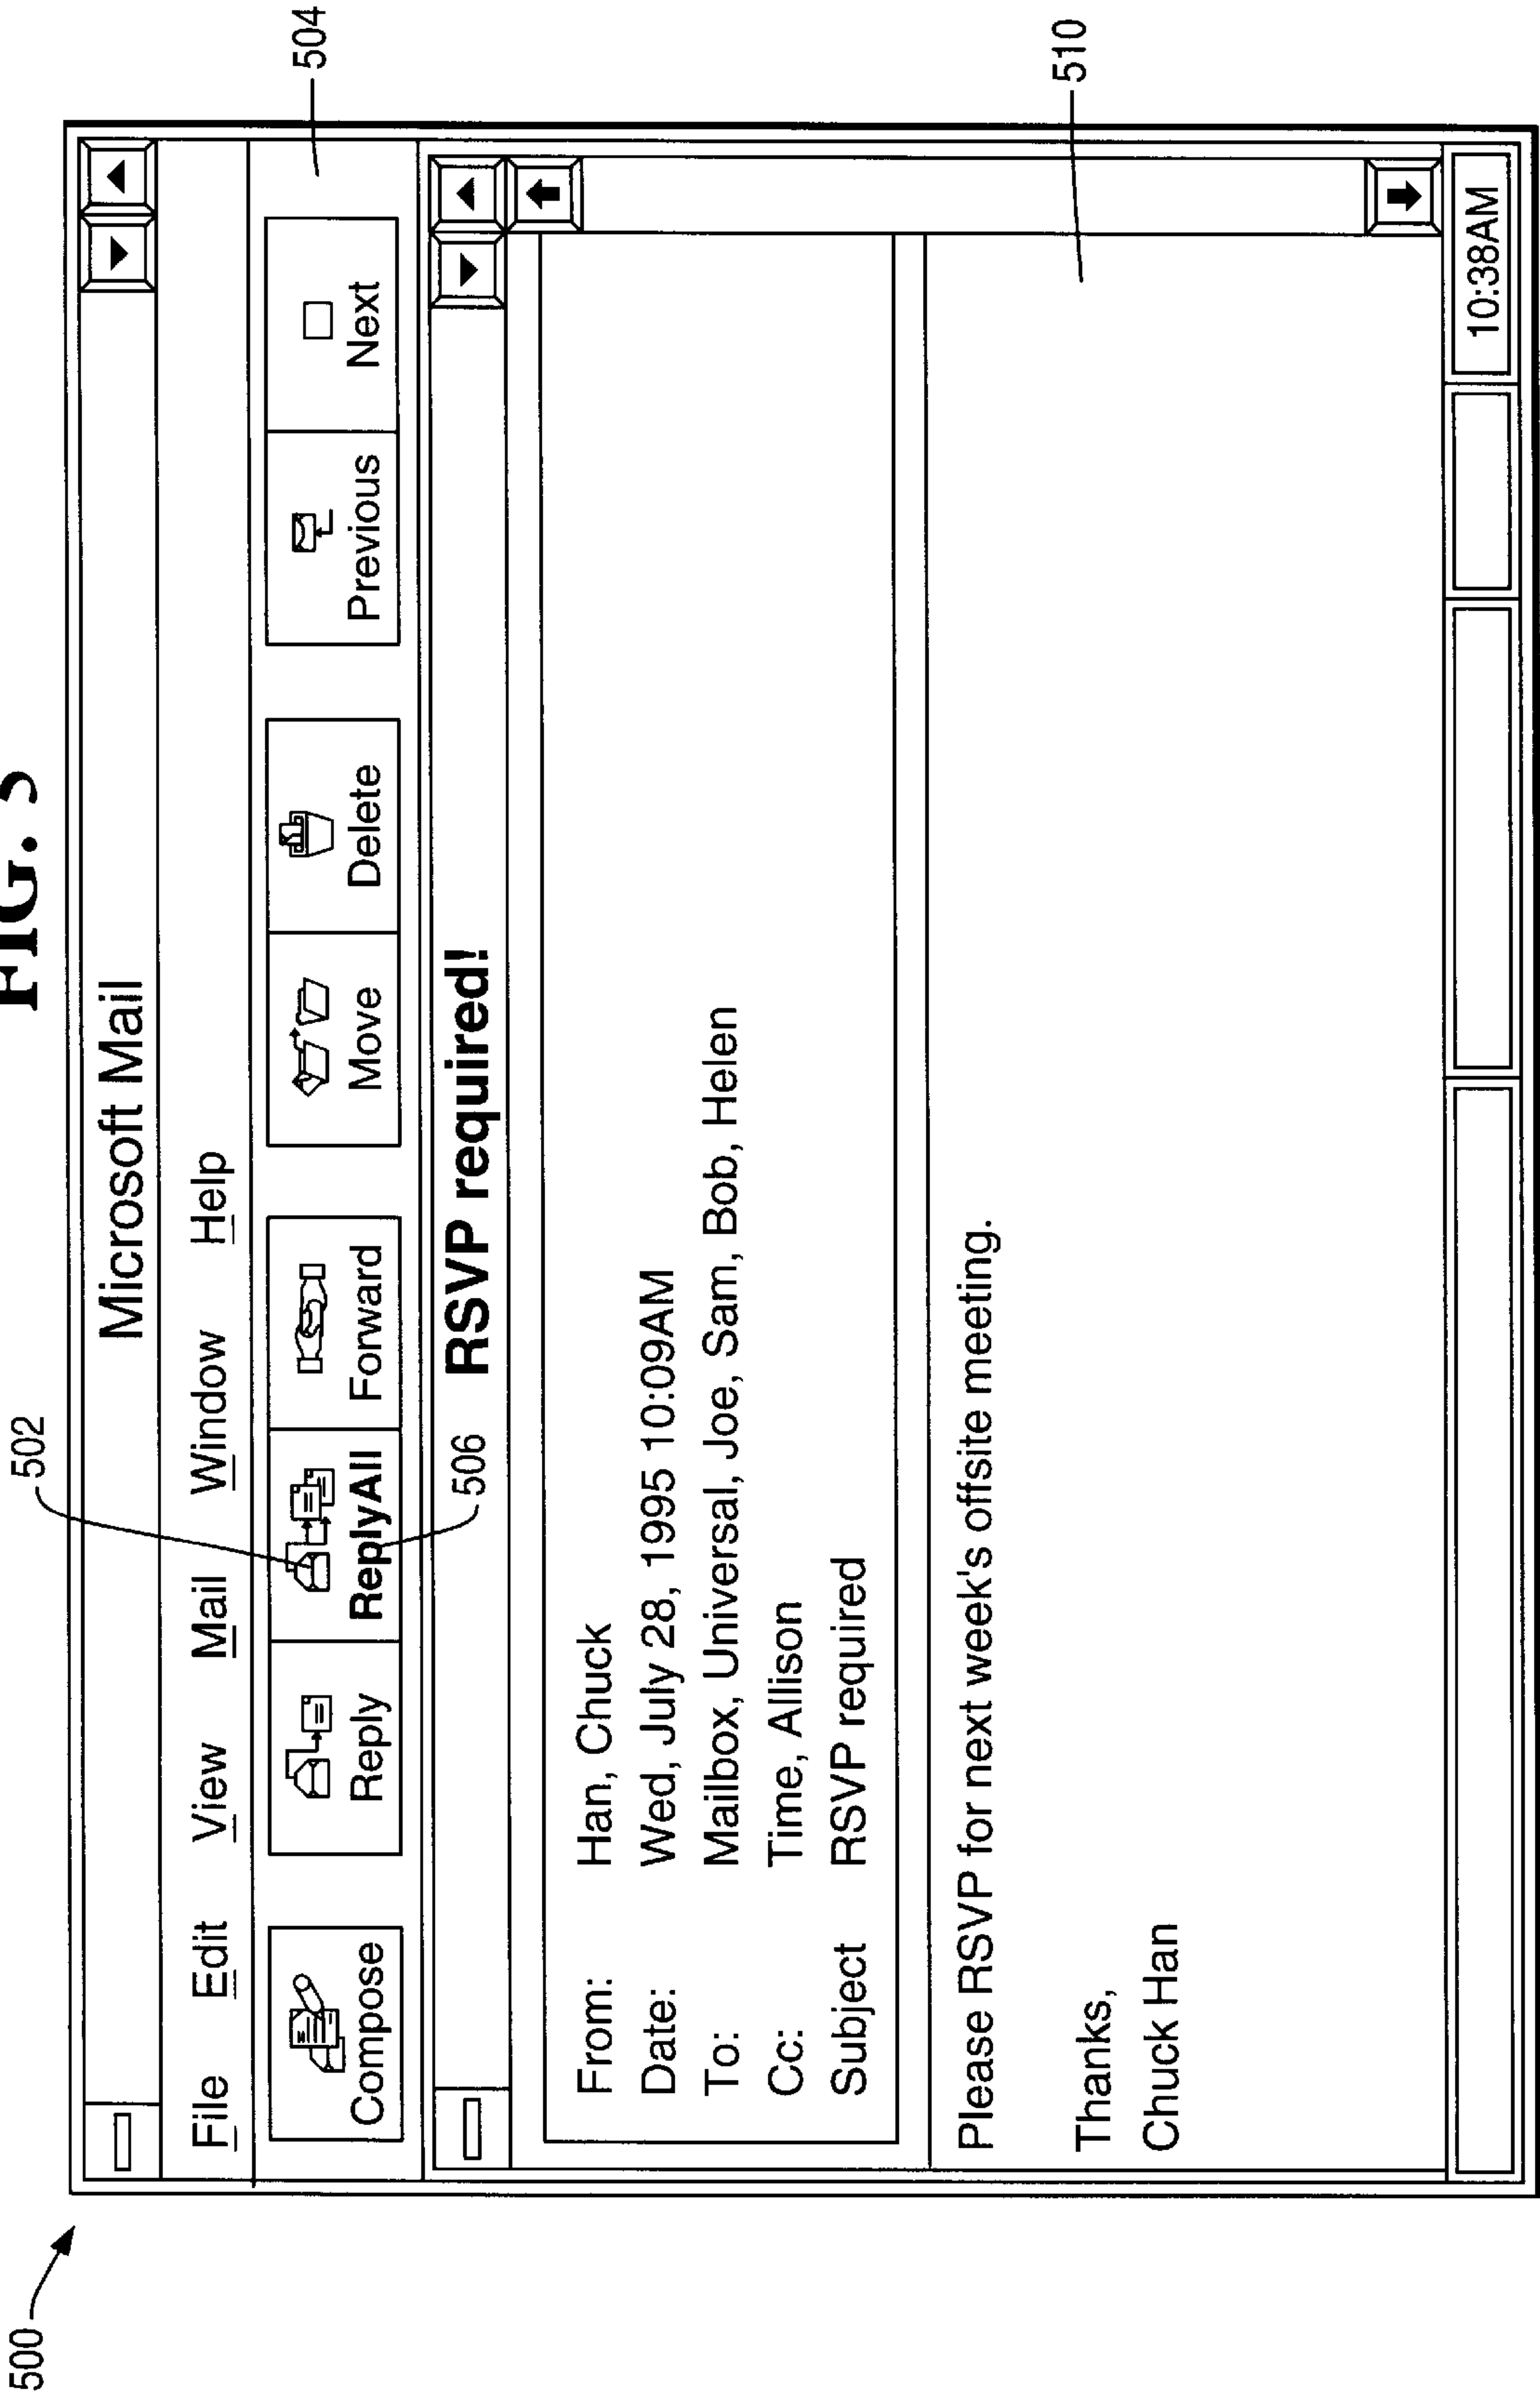 FIG. 5
500
502
504
Microsoft Mail
File Edit View Mail Window Help
Compose Reply ReplyAll Forward Move Delete Previous Next
506
RSVP required!
From: Han, Chuck
Date: Wed, July 28, 1995 10:09AM
To: Mailbox, Universal, Joe, Sam, Bob, Helen
Cc: Time, Allison
Subject RSVP required
Please RSVP for next week's offsite meeting.
510
Thanks,
Chuck Han
10:38AM